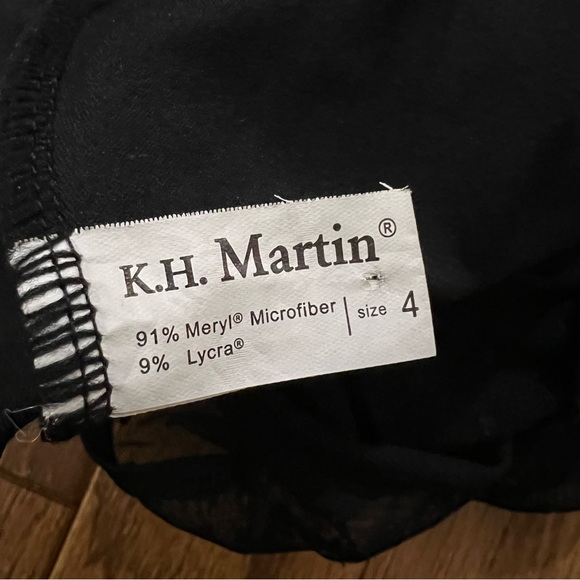 K.H. Martin®
91% Meryl® Microfiber | size 4
9% Lycra®